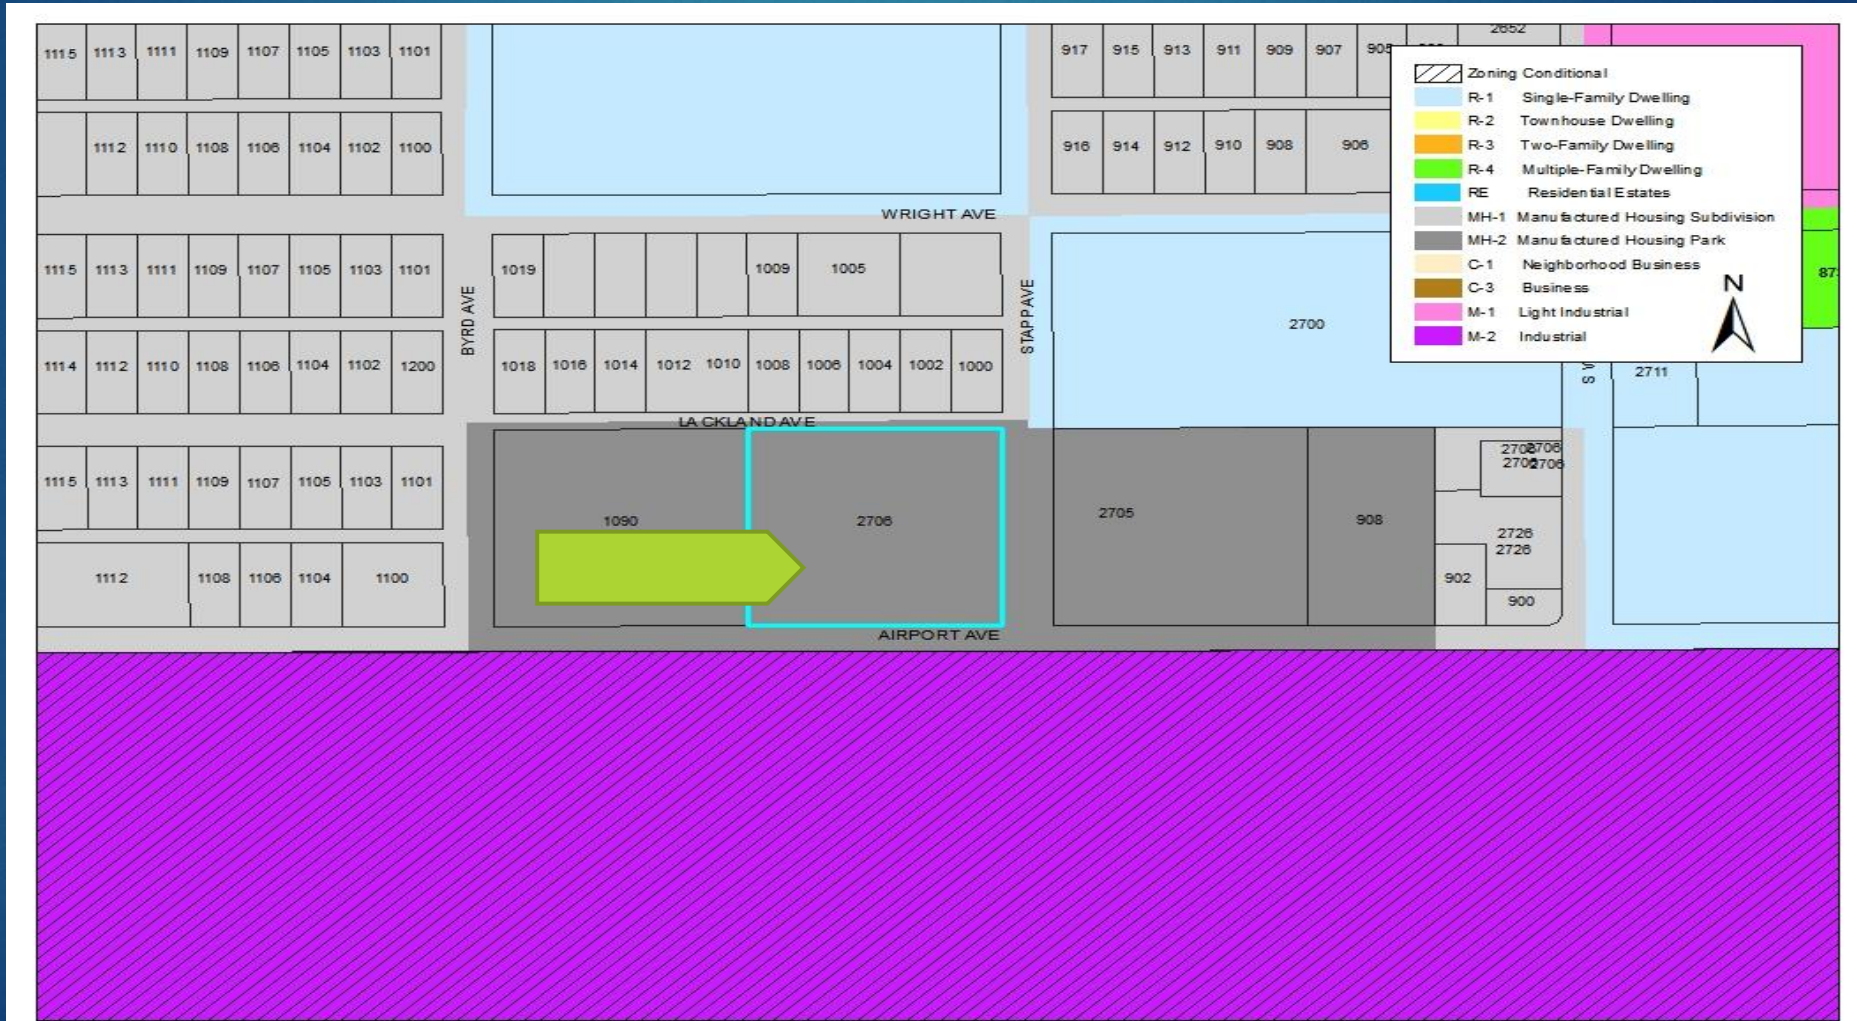 2652
1115 1113 1111 1109 1107 1105 1103 1101
917 915 913 911 909 907
1112 1110 1108 1106 1104 1102 1100
916 914 912 910 908 906
WRIGHT AVE
Zoning Conditional
R-1 Single-Family Dwelling
R-2 Townhouse Dwelling
R-3 Two-Family Dwelling
R-4 Multiple-Family Dwelling
RE Residential Estates
MH-1 Manufactured Housing Subdivision
MH-2 Manufactured Housing Park
C-1 Neighborhood Business
C-3 Business
M-1 Light Industrial
M-2 Industrial
N
1115 1113 1111 1109 1107 1105 1103 1101
BYRD AVE
1019 1009 1005
STAPP AVE
2700
1114 1112 1110 1108 1106 1104 1102 1200
1018 1016 1014 1012 1010 1008 1006 1004 1002 1000
2711
LACKLAND AVE
1115 1113 1111 1109 1107 1105 1103 1101
1090 2706 2705 908
2706
2706
2726
2726
1112 1108 1106 1104 1100
902
900
AIRPORT AVE